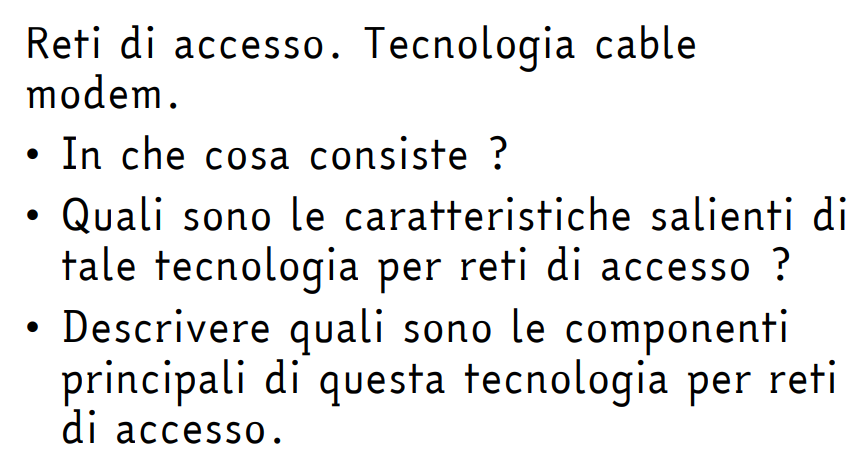 Reti di accesso. Tecnologia cable
modem.
• In che cosa consiste ?
• Quali sono le caratteristiche salienti di
tale tecnologia per reti di accesso ?
• Descrivere quali sono le componenti
principali di questa tecnologia per reti
di accesso.